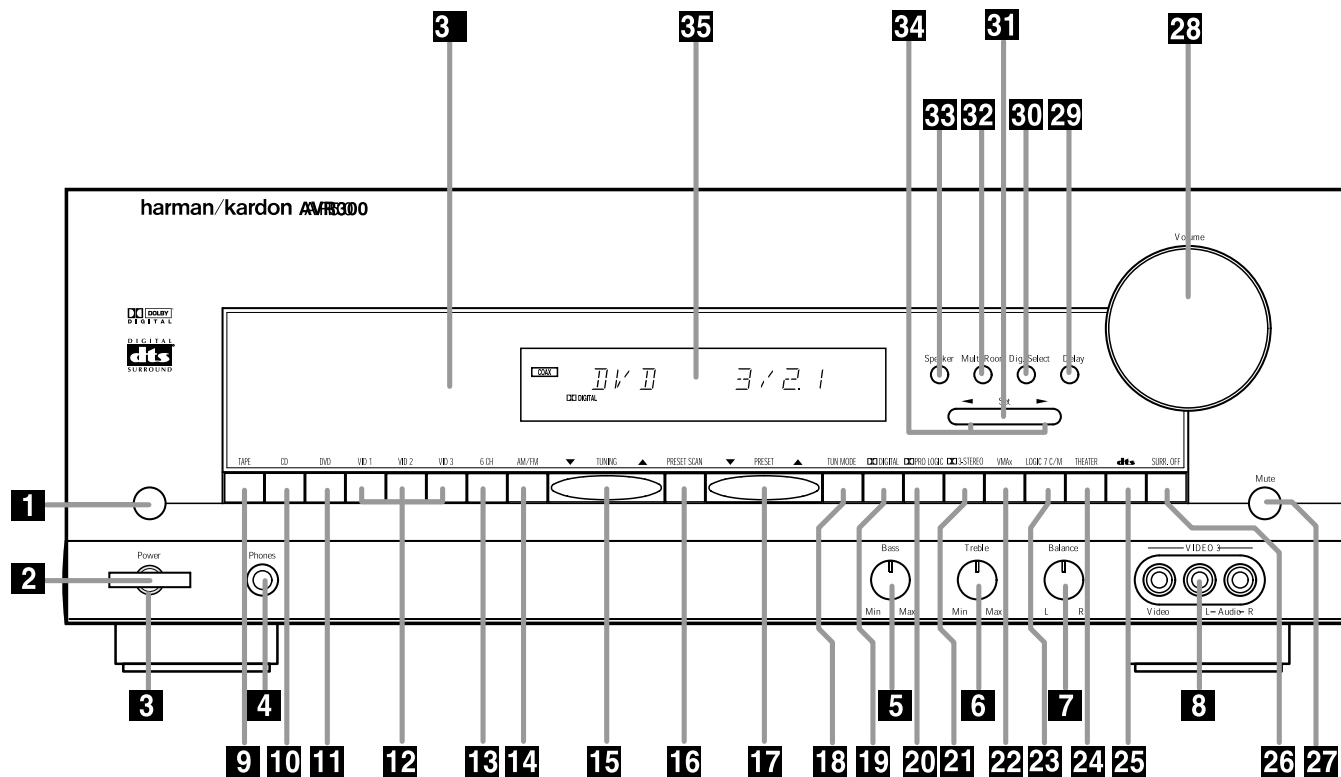 3 35 34 31 28
33 32 30 29
harman/kardon
Volume
DOLBY
DIGITAL
DIGITAL
dts
SURROUND
Speaker Multi Room Dig. Select Delay
COAX
DVD 3/2.1
DIGITAL
◄ Set ►
TAPE CD DVD VID 1 VID 2 VID 3 6 CH AM/FM ▼ TUNING ▲ PRESET SCAN ▼ PRESET ▲ TUN MODE DIGITAL PRO LOGIC 3-STEREO VMAx LOGIC 7 C/M THEATER dts SURR. OFF
1
Mute
Power Phones Bass Treble Balance VIDEO 3
2
Min Max Min Max L R Video L – Audio – R
3 4 5 6 7 8
9 10 11 12 13 14 15 16 17 18 19 20 21 22 23 24 25 26 27